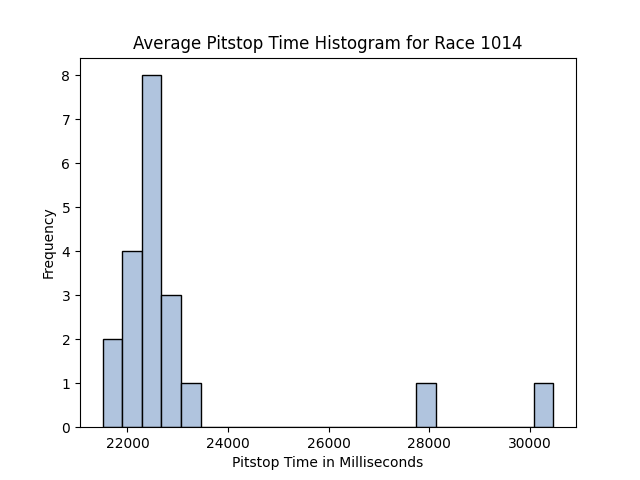 Average Pitstop Time Histogram for Race 1014
8
7
6
5
4
3
2
1
0
Frequency
22000 24000 26000 28000 30000
Pitstop Time in Milliseconds